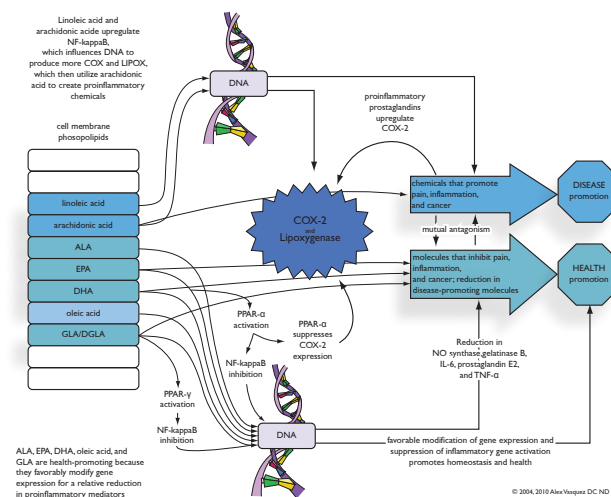 Linoleic acid and
arachidonic acide upregulate
NF-kappaB,
which influences DNA to
produce more COX and LIPOX,
which then utilize arachidonic
acid to create proinflammatory
chemicals
DNA
proinflammatory
prostaglandins
upregulate
COX-2
cell membrane
phosopolipids
linoleic acid
arachidonic acid
ALA
EPA
DHA
oleic acid
GLA/DGLA
COX-2
and
Lipoxygenase
chemicals that promote
pain, inflammation,
and cancer
DISEASE
promotion
mutual antagonism
molecules that inhibit pain,
inflammation,
and cancer; reduction in
disease-promoting molecules
HEALTH
promotion
PPAR-α
activation
PPAR-α
suppresses
COX-2
expression
NF-kappaB
inhibition
Reduction in
NO synthase,gelatinase B,
IL-6, prostaglandin E2,
and TNF-α
PPAR-γ
activation
NF-kappaB
inhibition
DNA
favorable modification of gene expression and
suppression of inflammatory gene activation
promotes homestasis and health
ALA, EPA, DHA, oleic acid, and
GLA are health-promoting because
they favorably modify gene
expression for a relative reduction
in proinflammatory mediators
© 2004, 2010 Alex Vasquez DC ND